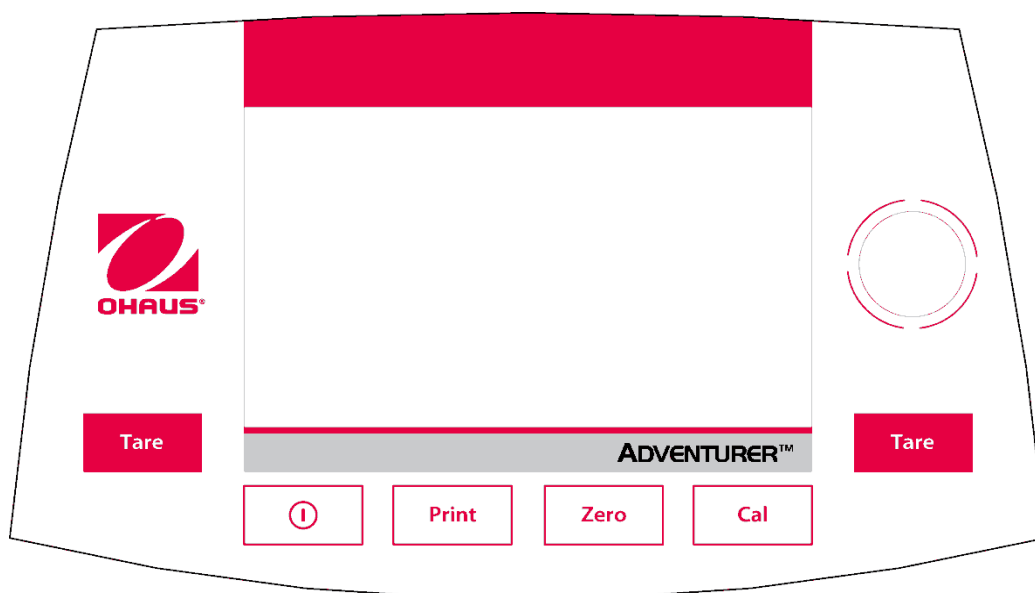 OHAUS®
Tare
Tare
ADVENTURER™
Print
Zero
Cal